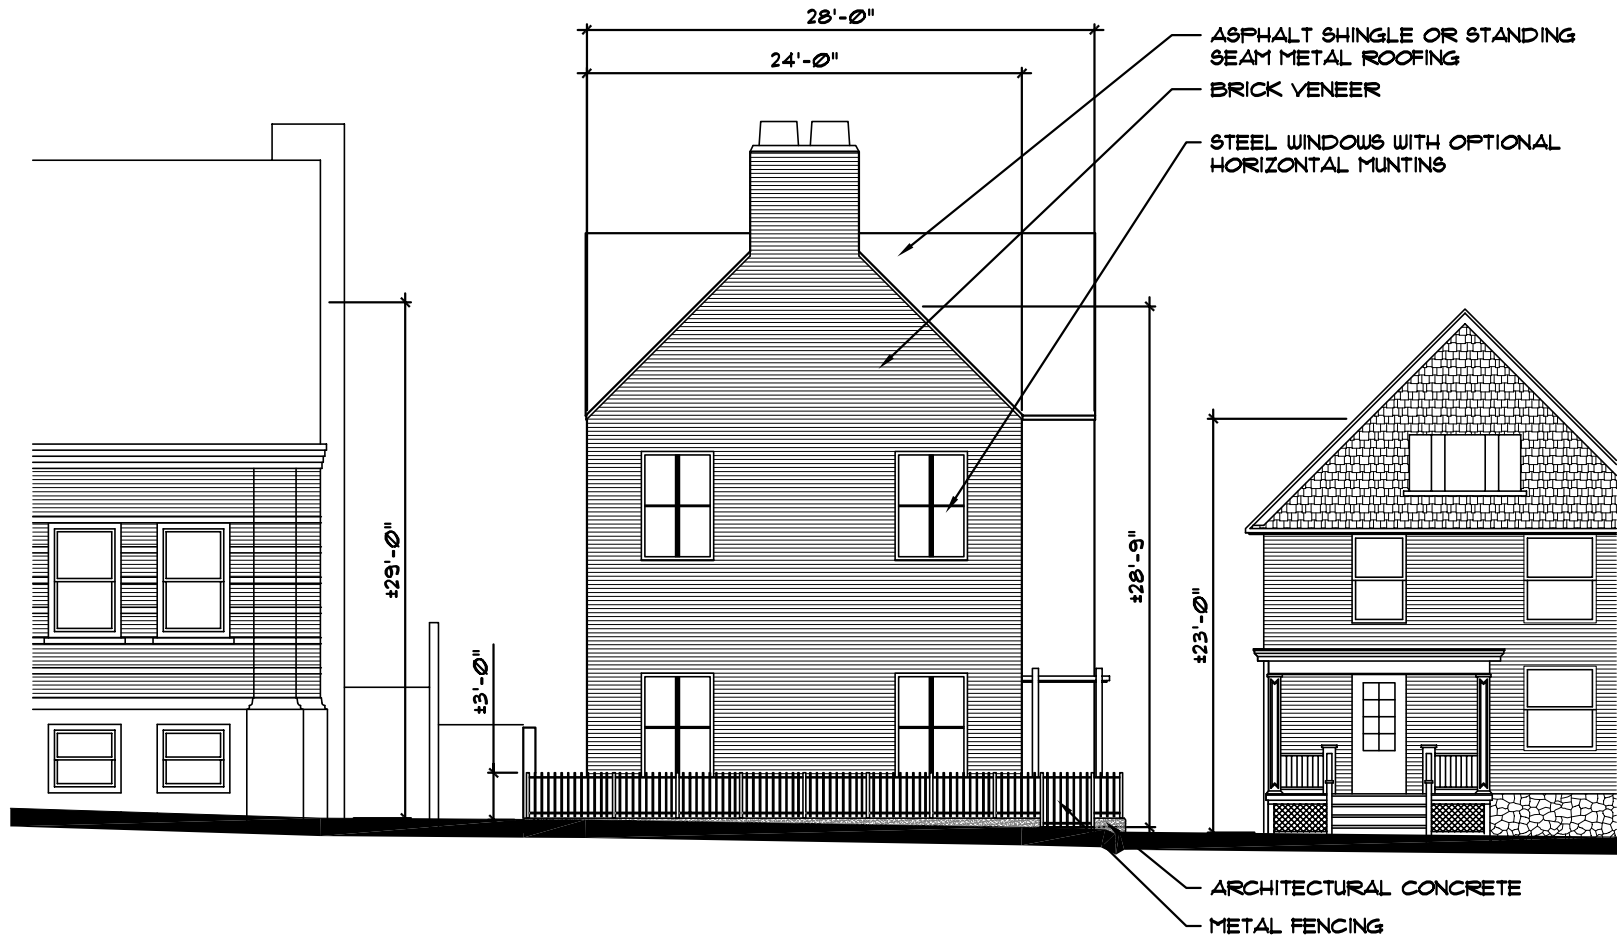 28'-0"
24'-0"
ASPHALT SHINGLE OR STANDING
SEAM METAL ROOFING
BRICK VENEER
STEEL WINDOWS WITH OPTIONAL
HORIZONTAL MUNTINS
±29'-0"
±3'-0"
±28'-9"
±23'-0"
ARCHITECTURAL CONCRETE
METAL FENCING